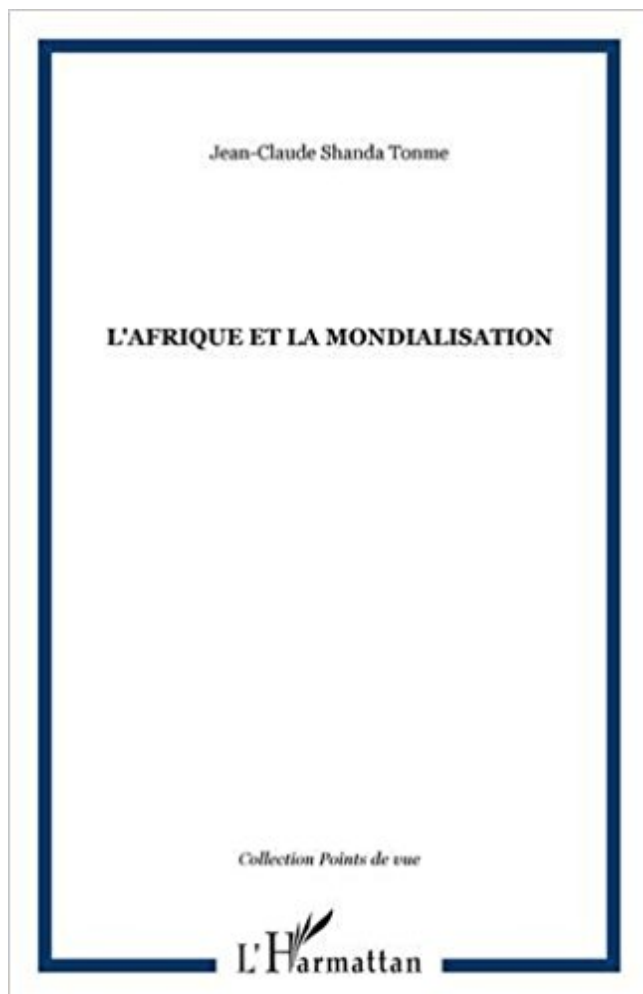 Jean-Claude Shanda Tonme
L'AFRIQUE ET LA MONDIALISATION
Collection Points de vue
L'Harmattan